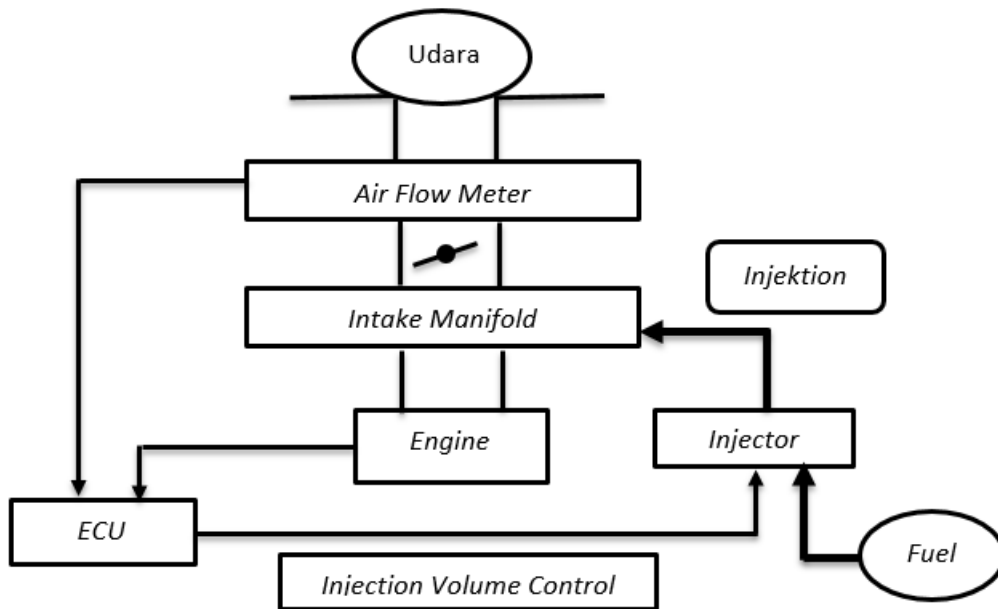 Udara
Air Flow Meter
Injektion
Intake Manifold
Engine
Injector
ECU
Fuel
Injection Volume Control